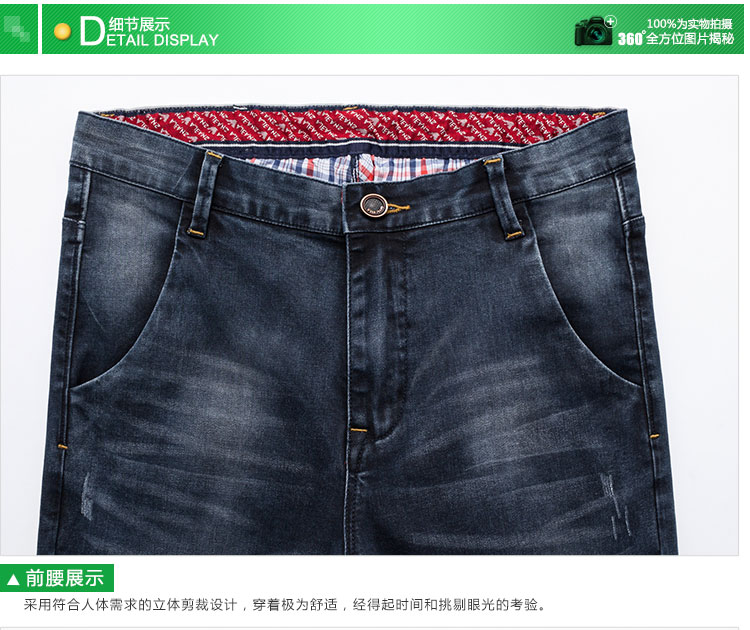 细节展示
DETAIL DISPLAY
100%为实物拍摄
360°全方位图片揭秘
▲前腰展示
采用符合人体需求的立体剪裁设计，穿着极为舒适，经得起时间和挑剔眼光的考验。